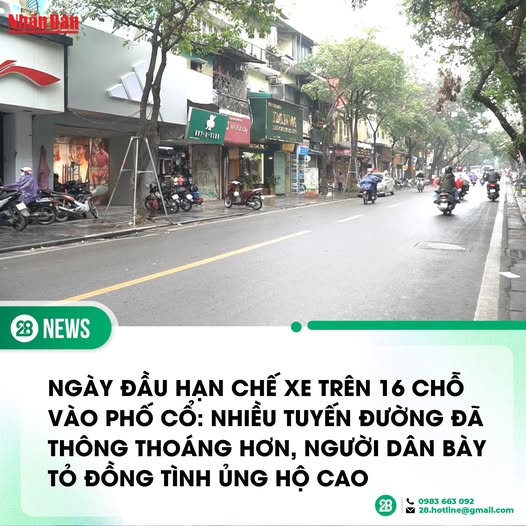 Nhân Dân
28 NEWS
NGÀY ĐẦU HẠN CHẾ XE TRÊN 16 CHỖ
VÀO PHỐ CỔ: NHIỀU TUYẾN ĐƯỜNG ĐÃ
THÔNG THOÁNG HƠN, NGƯỜI DÂN BÀY
TỎ ĐỒNG TÌNH ỦNG HỘ CAO
28
0983 663 092
28.hotline@gmail.com